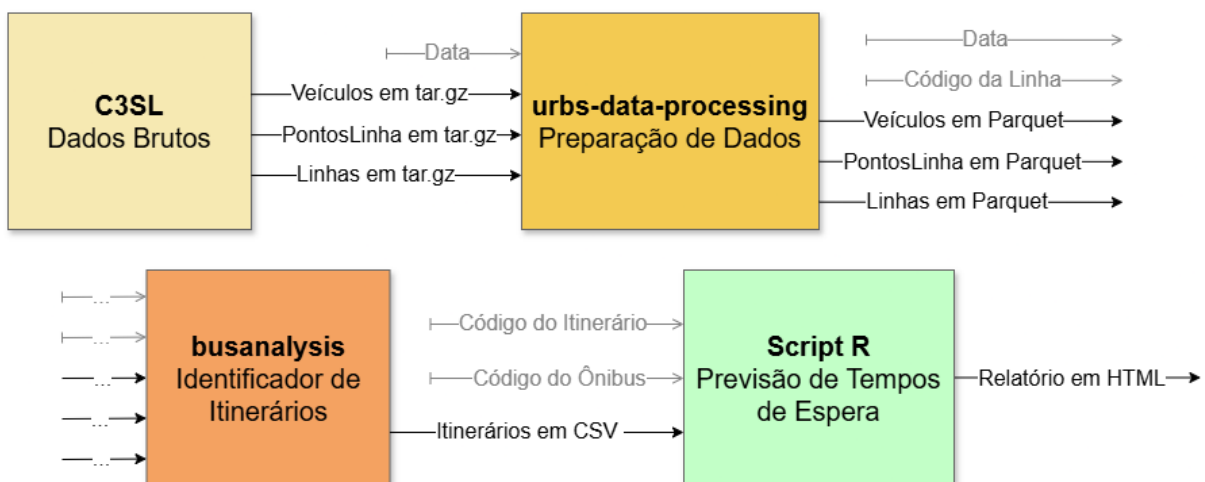 C3SL
Dados Brutos
Data
Veículos em tar.gz
PontosLinha em tar.gz
Linhas em tar.gz
urbs-data-processing
Preparação de Dados
Data
Código da Linha
Veículos em Parquet
PontosLinha em Parquet
Linhas em Parquet
...
...
...
...
...
busanalysis
Identificador de
Itinerários
Código do Itinerário
Código do Ônibus
Itinerários em CSV
Script R
Previsão de Tempos
de Espera
Relatório em HTML